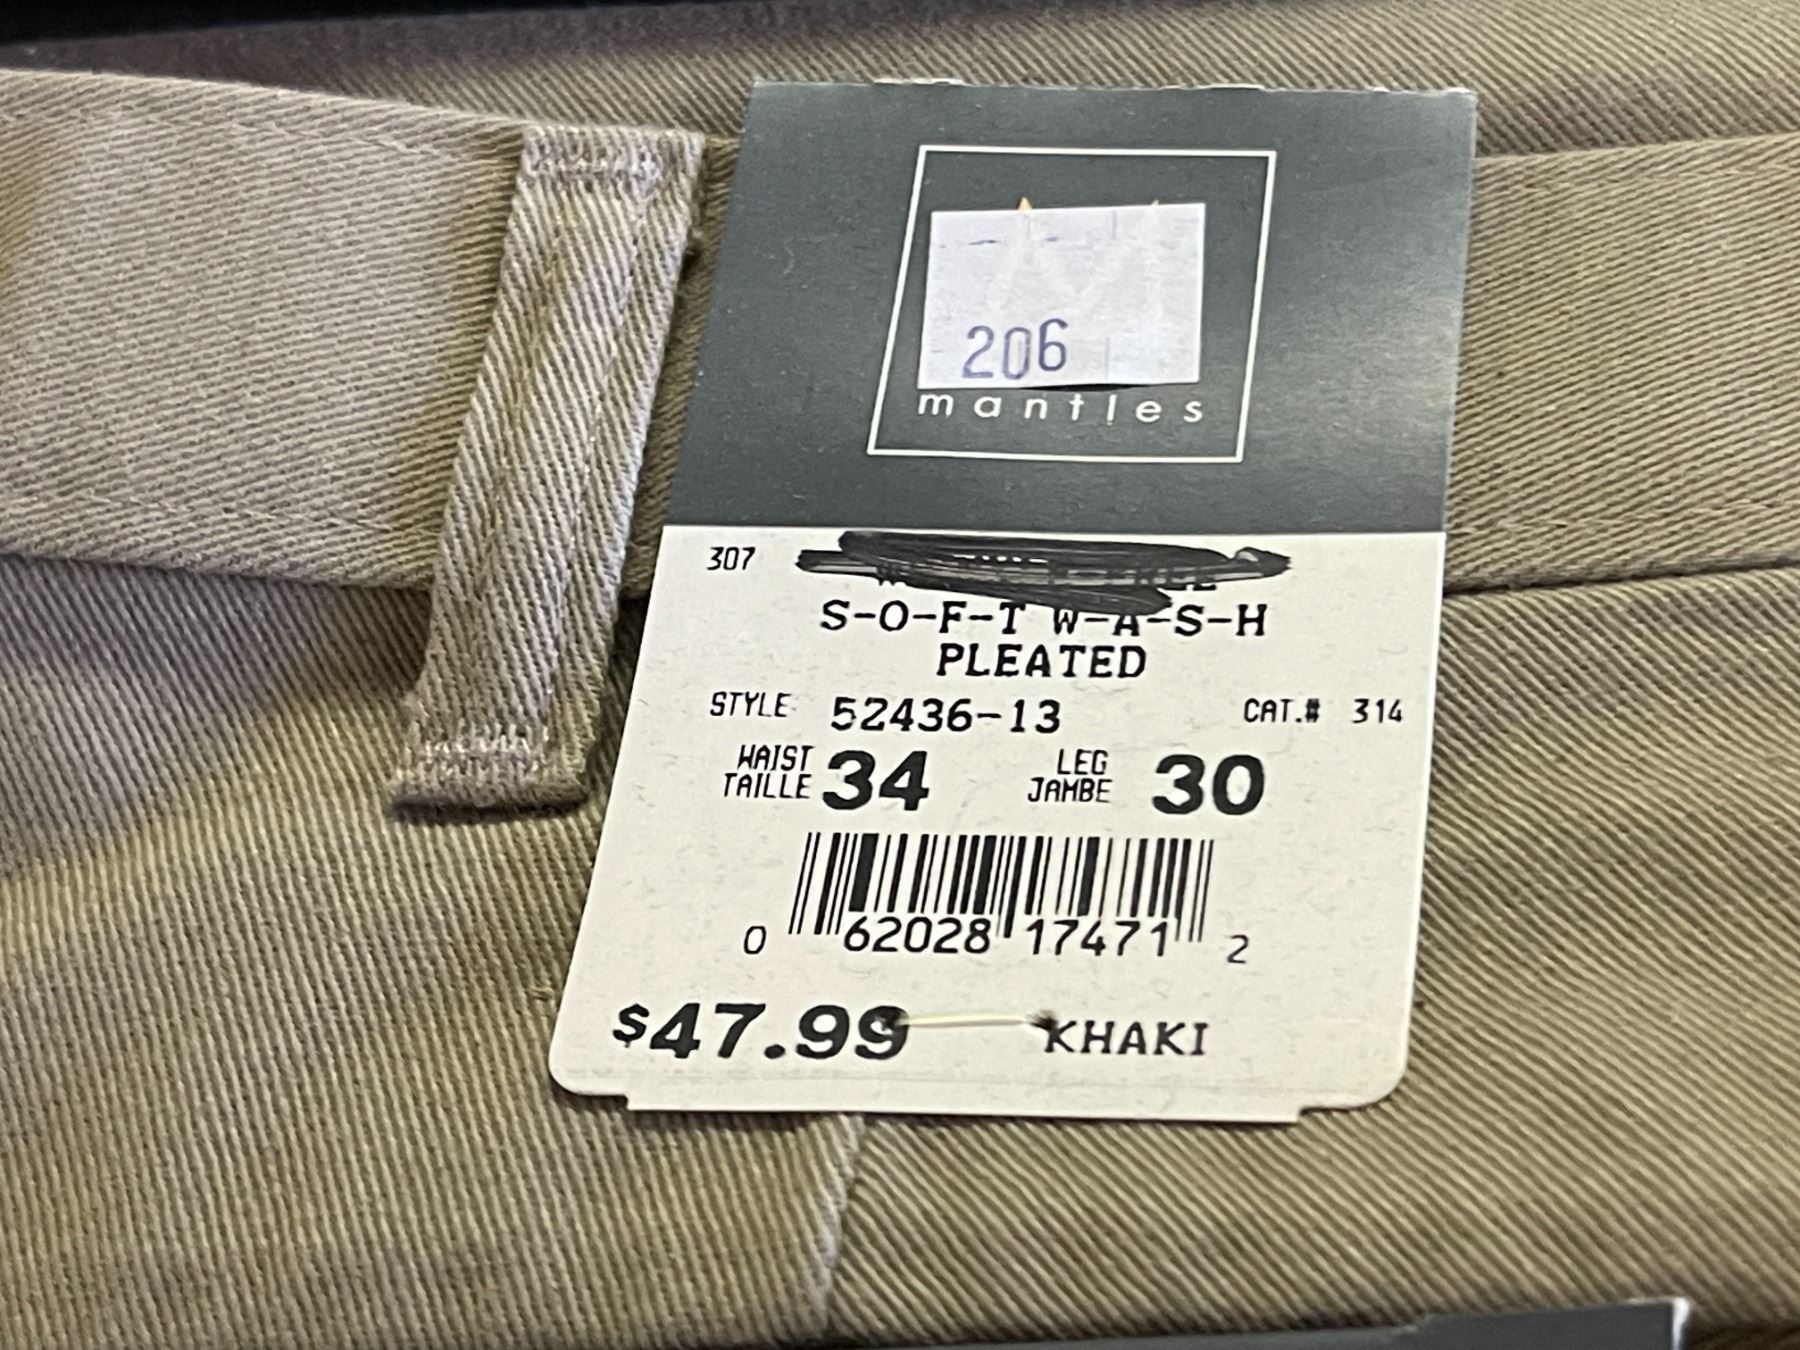 206
mantles
307
S-O-F-T W-A-S-H
PLEATED
STYLE 52436-13 CAT.# 314
WAIST 34 LEG 30
TAILLE JAMBE
0 62028 17471 2
$47.99 KHAKI